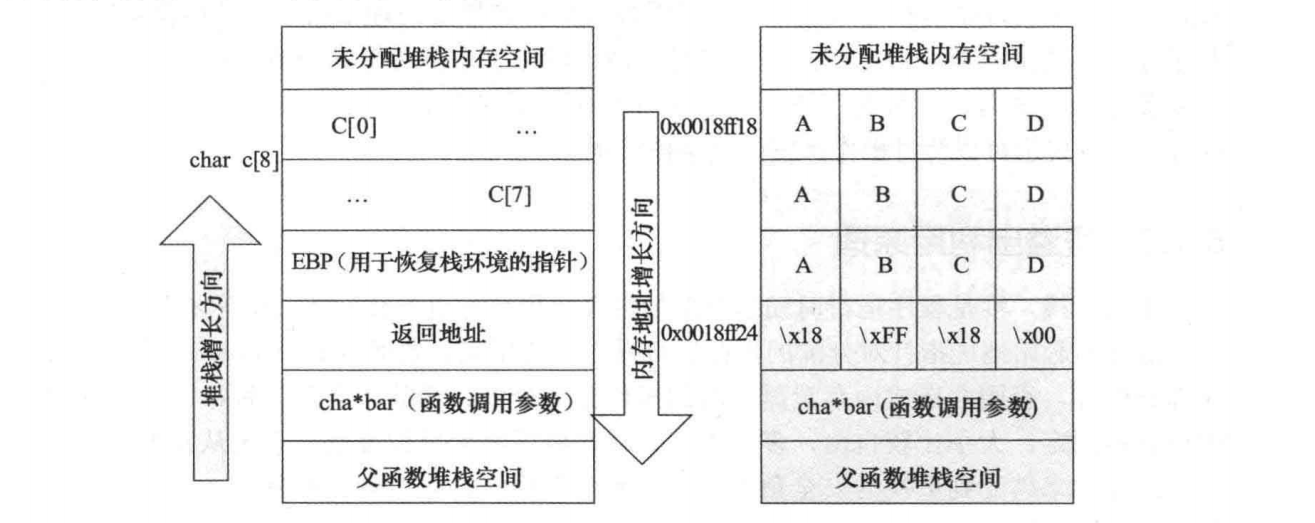 未分配堆栈内存空间
C[0] …
char c[8]
… C[7]
EBP（用于恢复栈环境的指针）
返回地址
cha*bar（函数调用参数）
父函数堆栈空间
堆栈增长方向
内存地址增长方向
未分配堆栈内存空间
0x0018ff18 A B C D
A B C D
A B C D
0x0018ff24 \x18 \xFF \x18 \x00
cha*bar (函数调用参数)
父函数堆栈空间